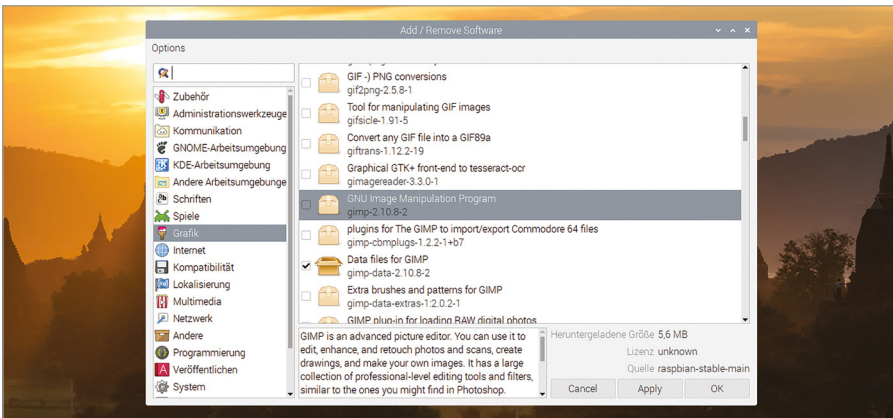 Add / Remove Software
Options
Zubehör
Administrationswerkzeuge
Kommunikation
GNOME-Arbeitsumgebung
KDE-Arbeitsumgebung
Andere Arbeitsumgebunge
Schriften
Spiele
Grafik
Internet
Kompatibilität
Lokalisierung
Multimedia
Netzwerk
Andere
Programmierung
Veröffentlichen
System
GIF -) PNG conversions
gif2png-2.5.8-1
Tool for manipulating GIF images
gifsicle-1.91-5
Convert any GIF file into a GIF89a
giftrans-1.12.2-19
Graphical GTK+ front-end to tesseract-ocr
gimagereader-3.3.0-1
GNU Image Manipulation Program
gimp-2.10.8-2
plugins for The GIMP to import/export Commodore 64 files
gimp-cbmplugs-1.2.2-1+b7
Data files for GIMP
gimp-data-2.10.8-2
Extra brushes and patterns for GIMP
gimp-data-extras-1:2.0.2-1
GIMP plug-in for loading RAW digital photos
GIMP is an advanced picture editor. You can use it to
edit, enhance, and retouch photos and scans, create
drawings, and make your own images. It has a large
collection of professional-level editing tools and filters,
similar to the ones you might find in Photoshop.
Heruntergeladene Größe 5,6 MB
Lizenz unknown
Quelle raspbian-stable-main
Cancel
Apply
OK